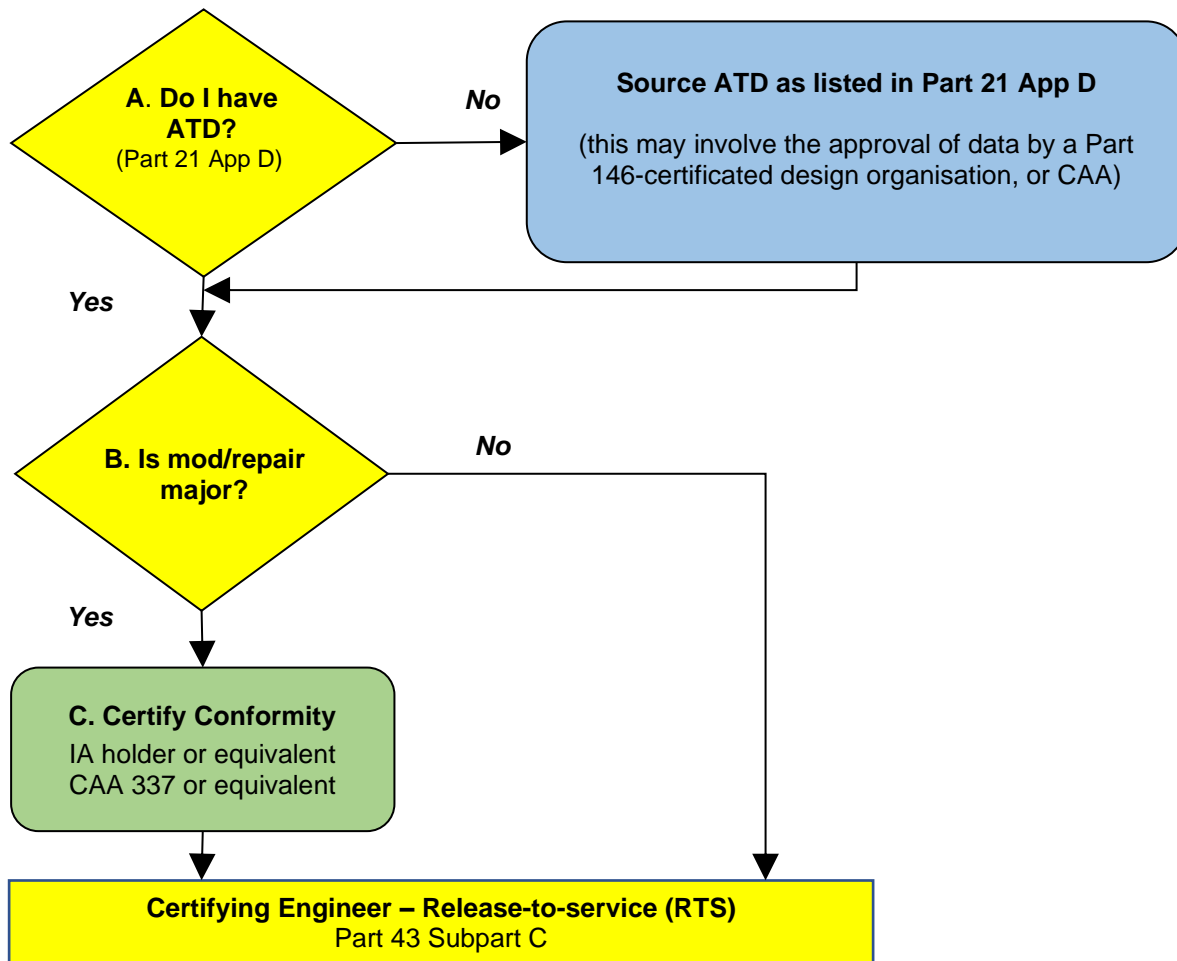 A. Do I have
ATD?
(Part 21 App D)
No
Source ATD as listed in Part 21 App D
(this may involve the approval of data by a Part
146-certificated design organisation, or CAA)
Yes
B. Is mod/repair
major?
No
Yes
C. Certify Conformity
IA holder or equivalent
CAA 337 or equivalent
Certifying Engineer – Release-to-service (RTS)
Part 43 Subpart C